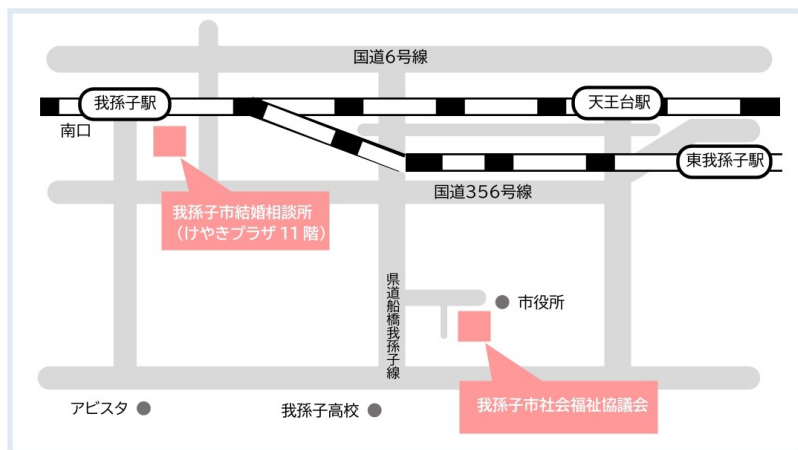 国道6号線
我孫子駅
天王台駅
南口
東我孫子駅
国道356号線
我孫子市結婚相談所
（けやきプラザ 11 階）
県道船橋我孫子線
市役所
アビスタ
我孫子高校
我孫子市社会福祉協議会